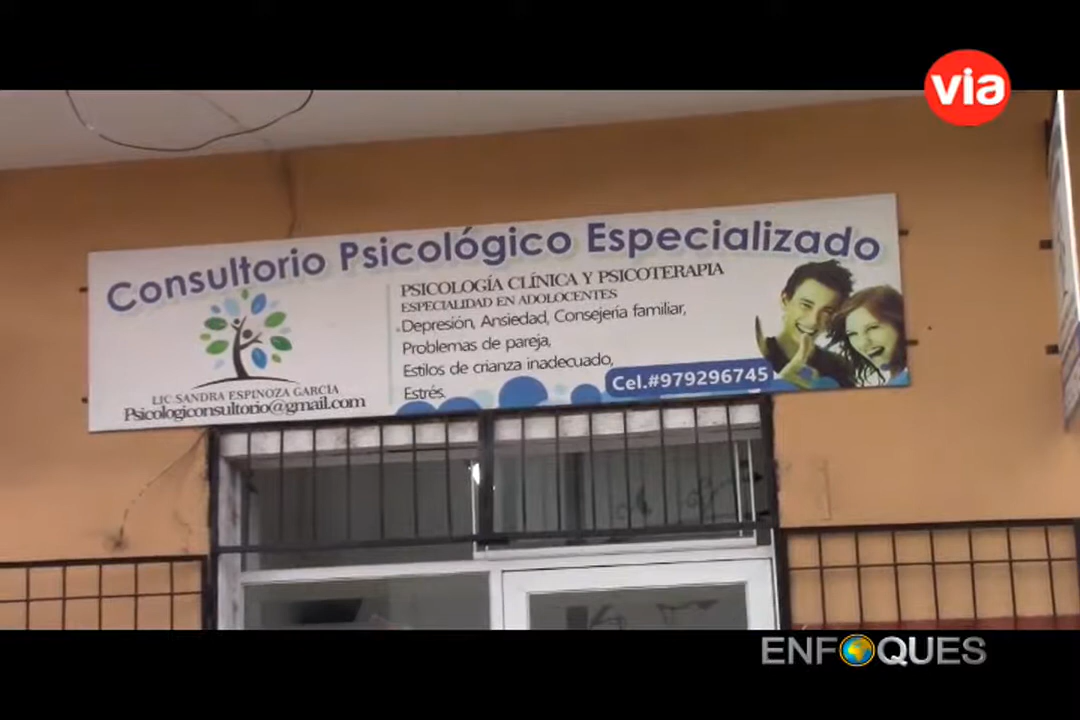 via
Consultorio Psicológico Especializado
PSICOLOGÍA CLÍNICA Y PSICOTERAPIA
ESPECIALIDAD EN ADOLOCENTES
Depresión, Ansiedad, Consejería familiar,
Problemas de pareja,
Estilos de crianza inadecuado,
Estrés.
Cel.#979296745
LIC SANDRA ESPINOZA GARCIA
Psicologiconsultorio@gmail.com
ENFOQUES